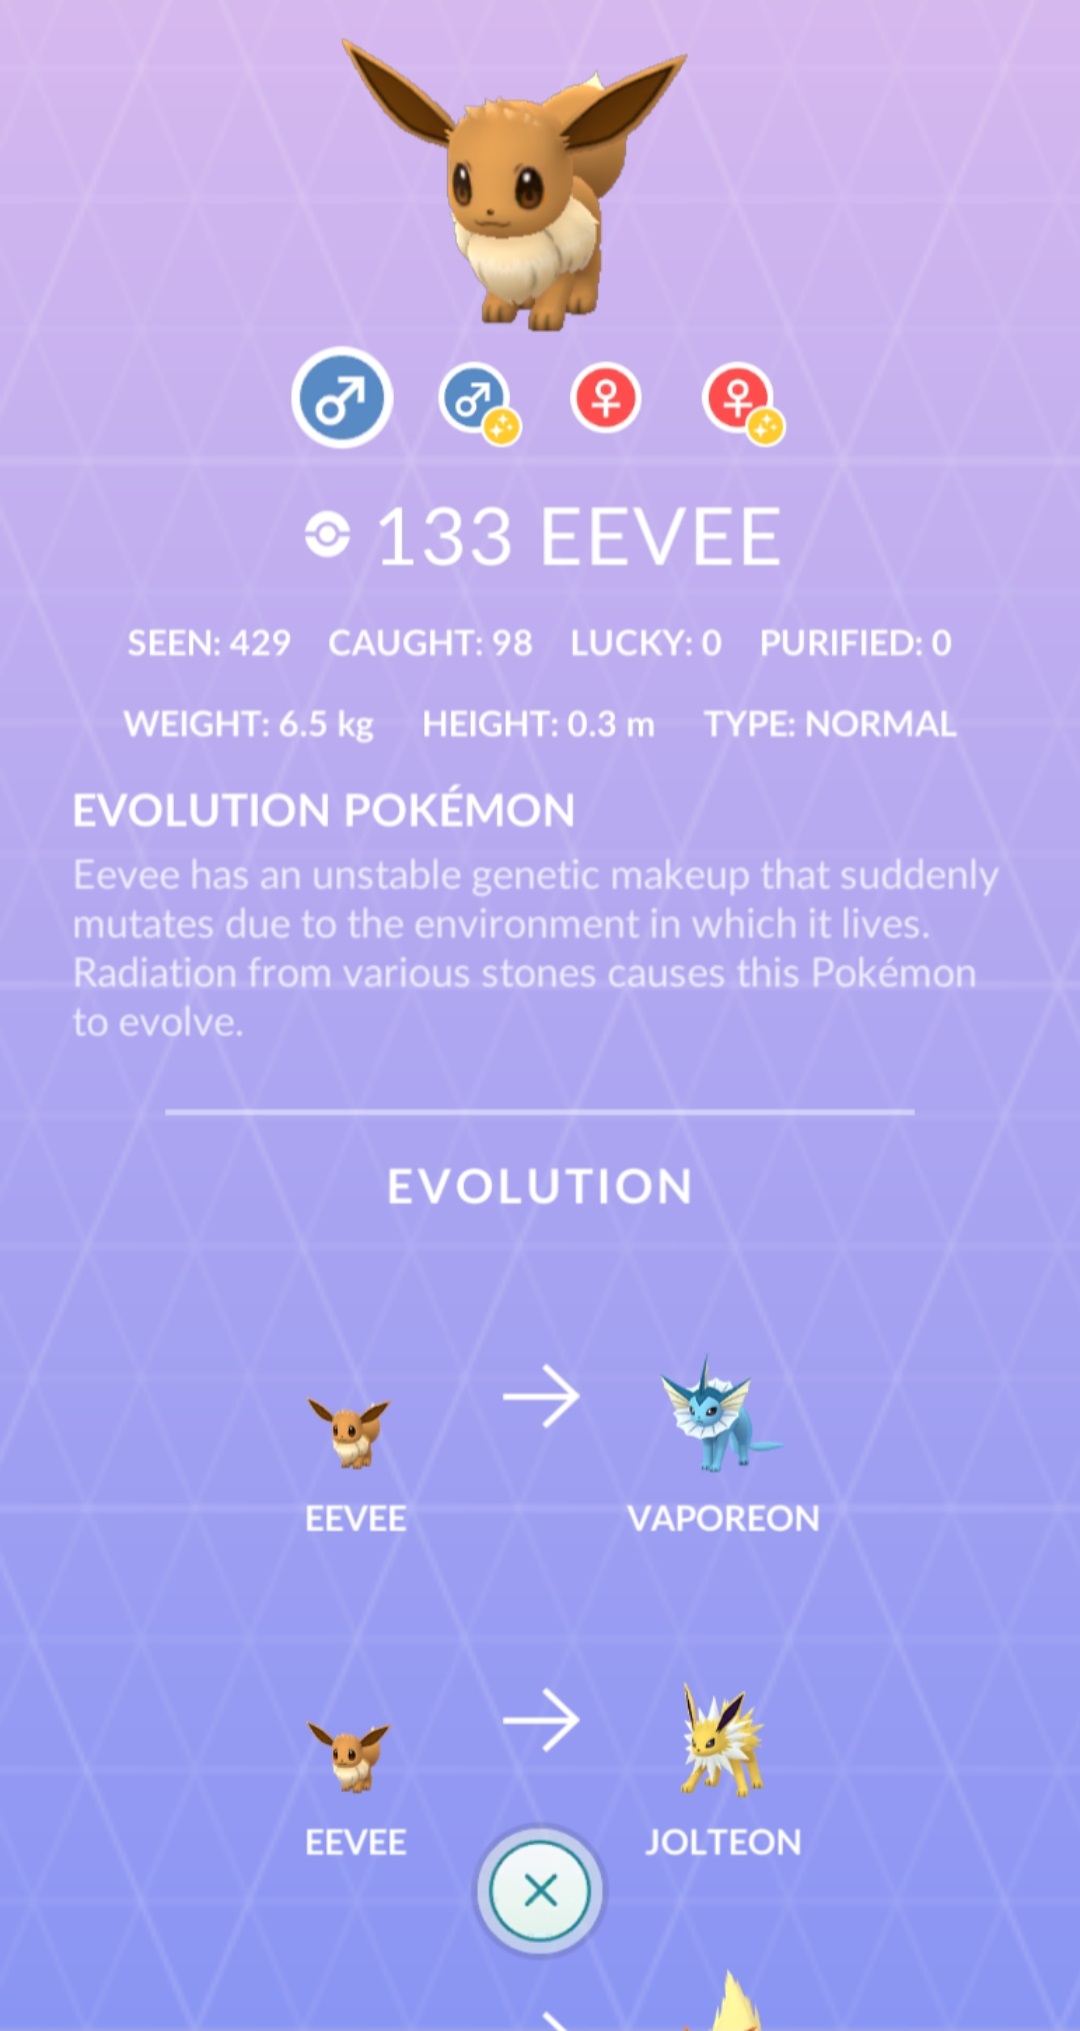 133 EEVEE
SEEN: 429 CAUGHT: 98 LUCKY: 0 PURIFIED: 0
WEIGHT: 6.5 kg HEIGHT: 0.3 m TYPE: NORMAL
EVOLUTION POKÉMON
Eevee has an unstable genetic makeup that suddenly
mutates due to the environment in which it lives.
Radiation from various stones causes this Pokémon
to evolve.
EVOLUTION
EEVEE VAPOREON
EEVEE JOLTEON